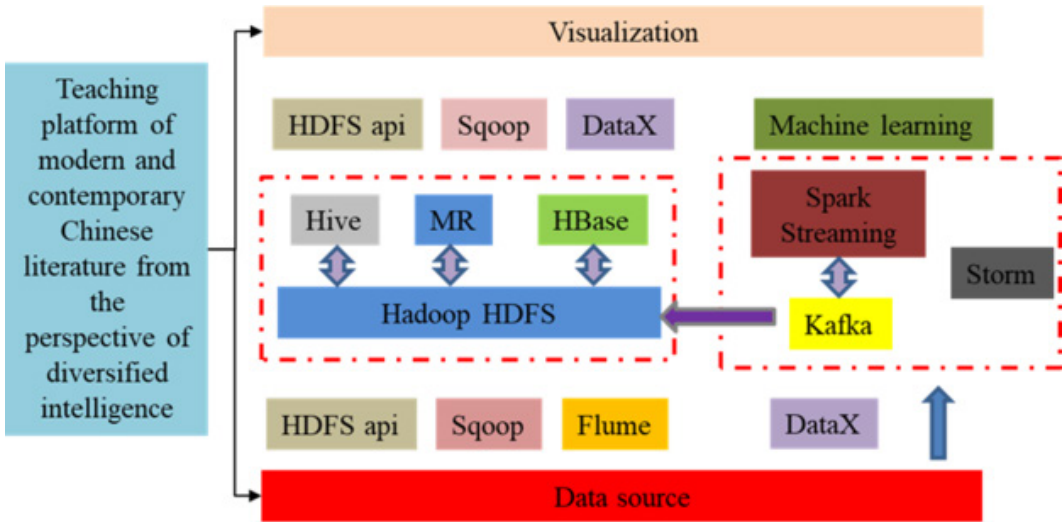 Visualization
Teaching
platform of
modern and
contemporary
Chinese
literature from
the
perspective of
diversified
intelligence
HDFS api
Sqoop
DataX
Machine learning
Hive
MR
HBase
Spark
Streaming
Storm
Hadoop HDFS
Kafka
HDFS api
Sqoop
Flume
DataX
Data source